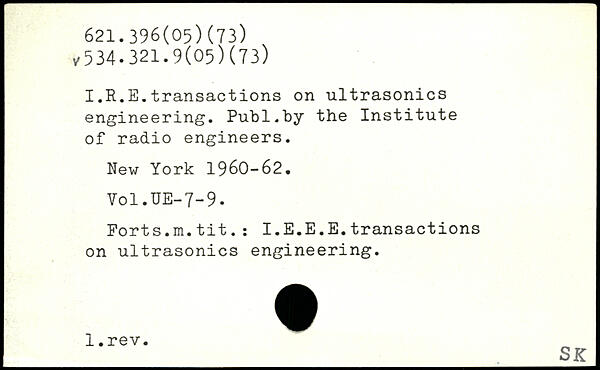 621.396(05)(73)
v534.321.9(05)(73)
I.R.E.transactions on ultrasonics
engineering. Publ.by the Institute
of radio engineers.
New York 1960-62.
Vol.UE-7-9.
Forts.m.tit.: I.E.E.E.transactions
on ultrasonics engineering.
1.rev.
SK